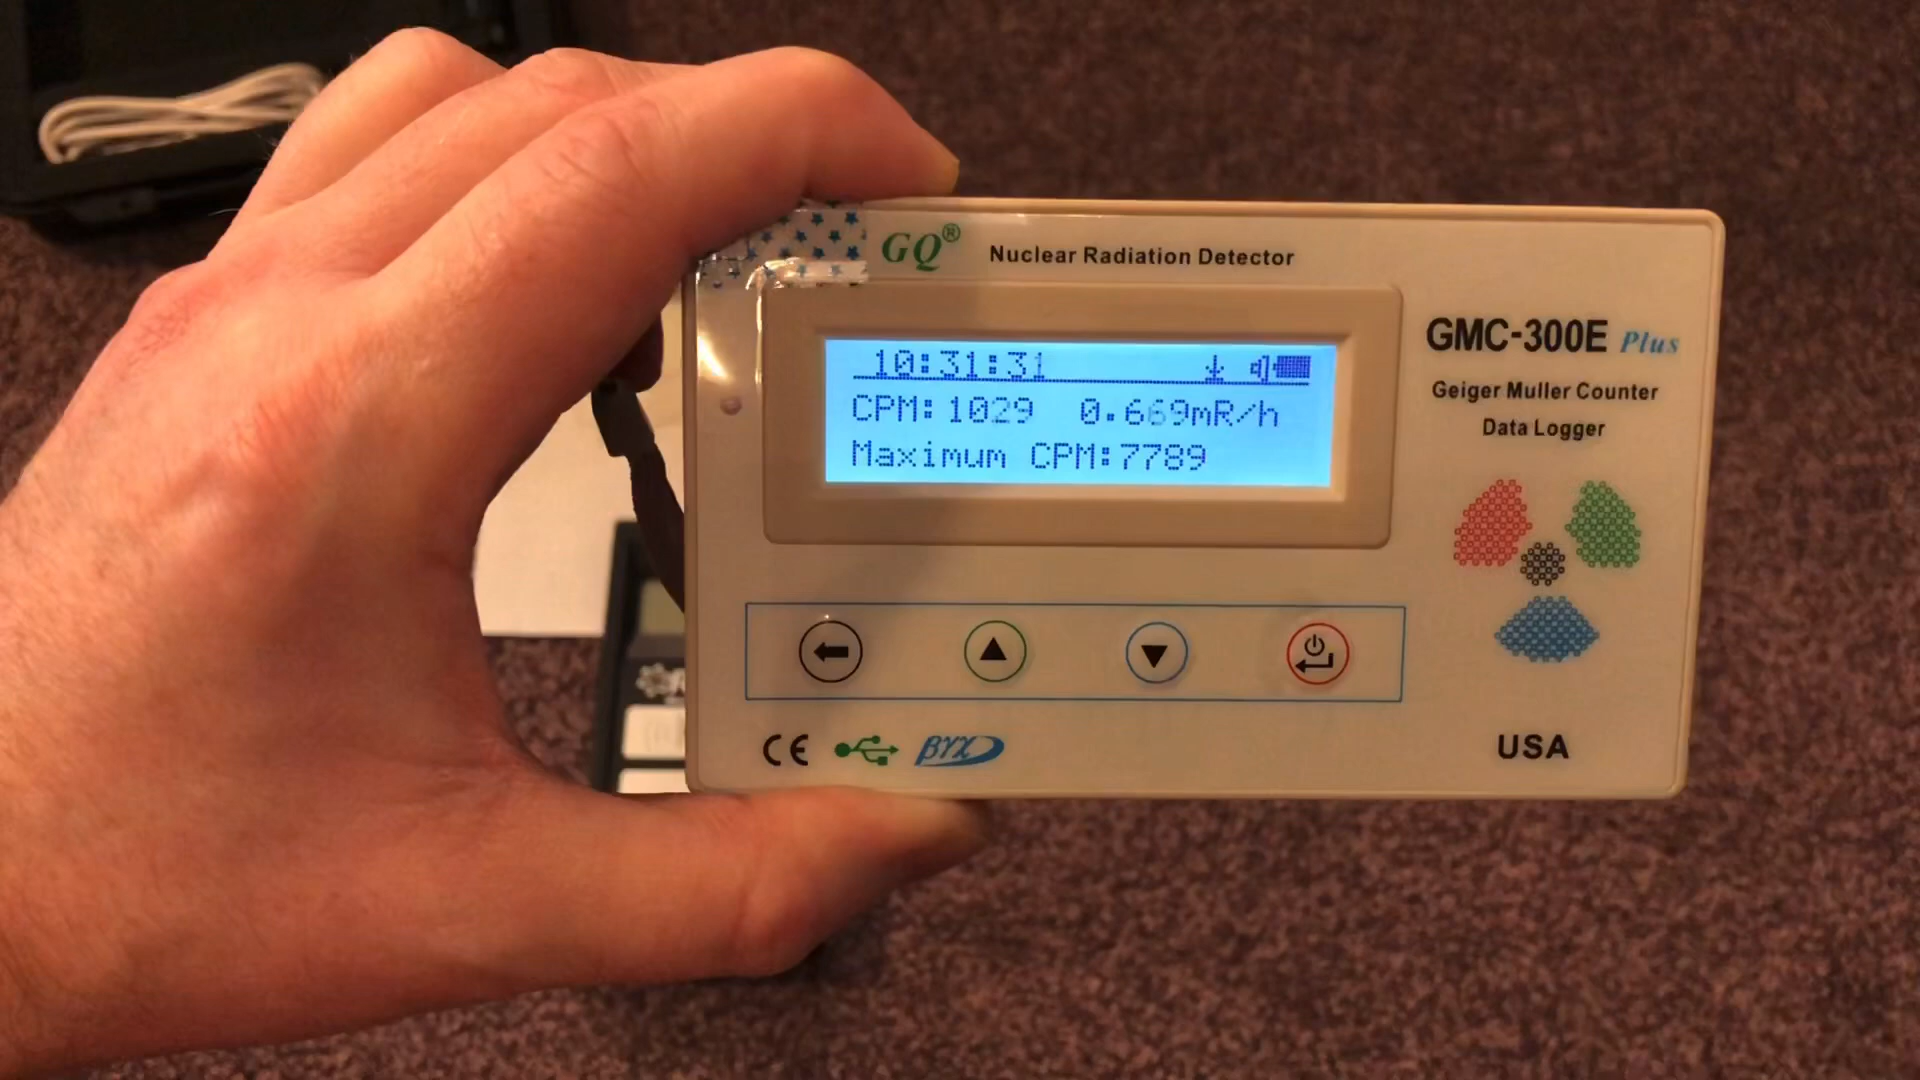 GQ® Nuclear Radiation Detector
GMC-300E Plus
Geiger Muller Counter
Data Logger
10:31:31
CPM:1029 0.669mR/h
Maximum CPM:7789
CE βγχ
USA